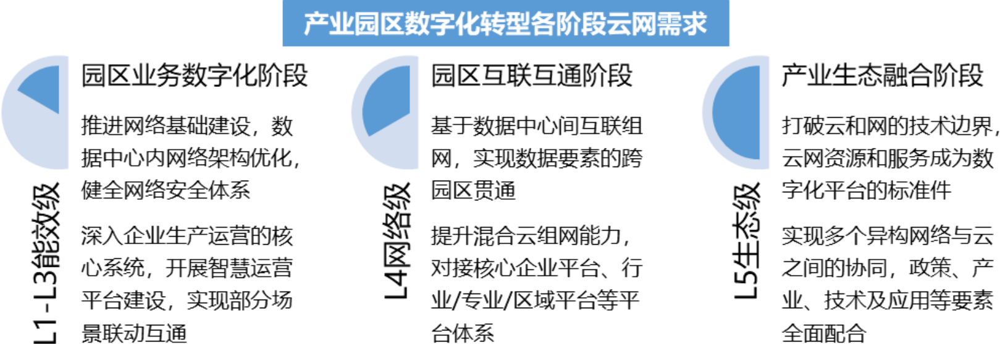 产业园区数字化转型各阶段云网需求
园区业务数字化阶段
推进网络基础建设，数
据中心内网络架构优化，
健全网络安全体系
深入企业生产运营的核
心系统，开展智慧运营
平台建设，实现部分场
景联动互通
L1-L3能效级
园区互联互通阶段
基于数据中心间互联组
网，实现数据要素的跨
园区贯通
提升混合云组网能力，
对接核心企业平台、行
业/专业/区域平台等平
台体系
L4网络级
产业生态融合阶段
打破云和网的技术边界，
云网资源和服务成为数
字化平台的标准件
实现多个异构网络与云
之间的协同，政策、产
业、技术及应用等要素
全面配合
L5生态级